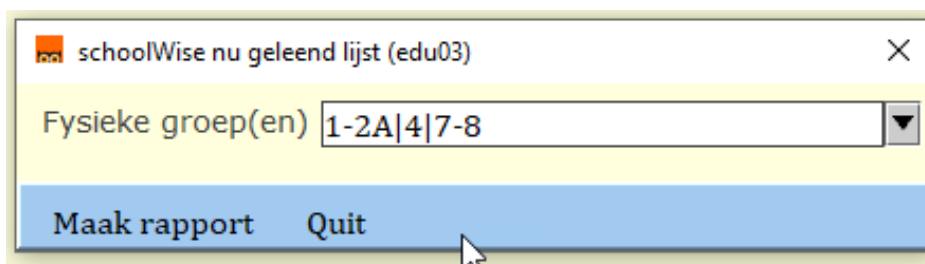 schoolWise nu geleend lijst (edu03)
Fysieke groep(en) 1-2A|4|7-8
Maak rapport Quit